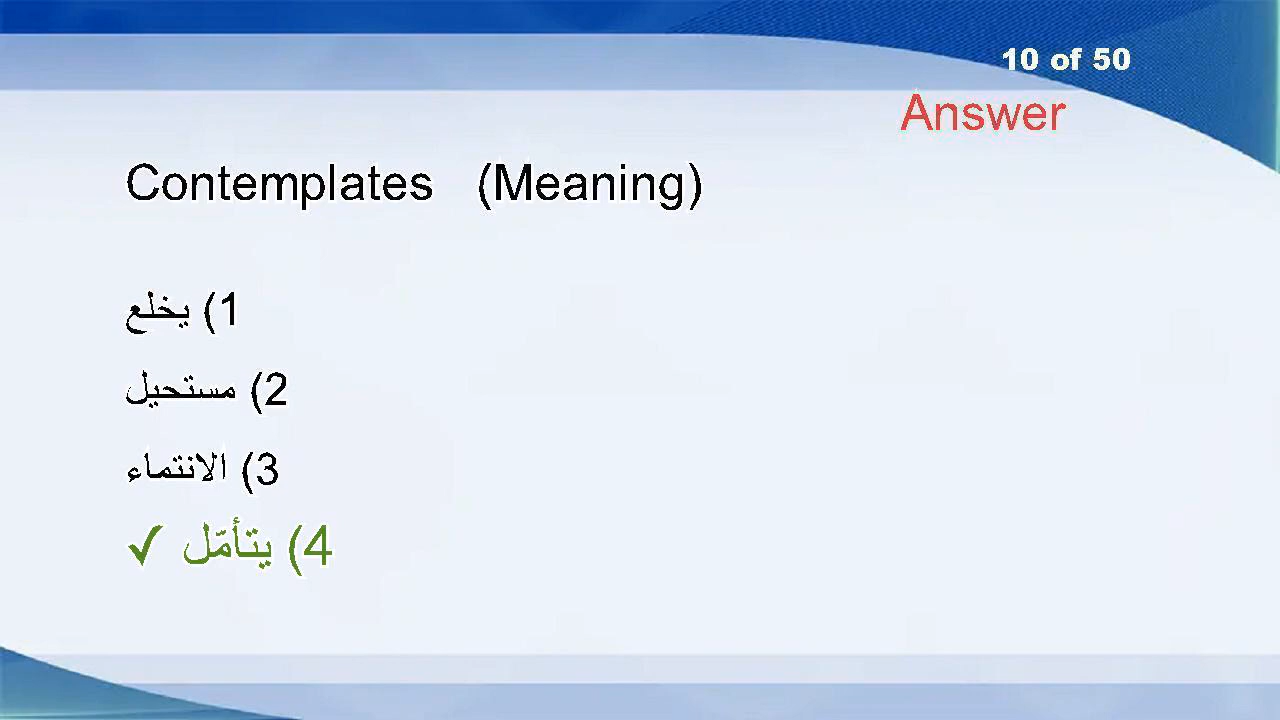 10 of 50
Answer
Contemplates (Meaning)
1) يخلع
2) مستحيل
3) الانتماء
4) يتأمّل ✓